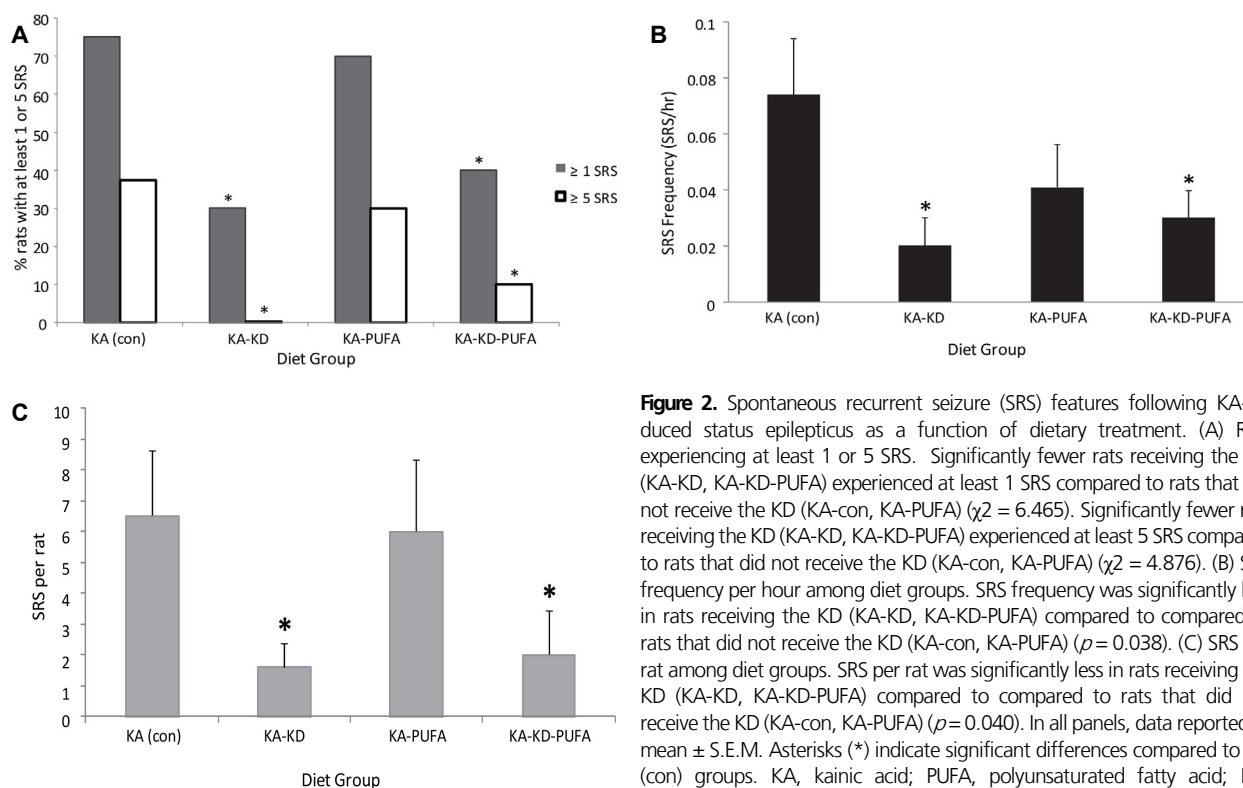 A
% rats with at least 1 or 5 SRS
80
70
60
50
40
30
20
10
0
*
*
*
*
≥ 1 SRS
≥ 5 SRS
KA (con) KA-KD KA-PUFA KA-KD-PUFA
Diet Group
B
SRS Frequency (SRS/hr)
0.1
0.08
0.06
0.04
0.02
0
*
*
KA (con) KA-KD KA-PUFA KA-KD-PUFA
Diet Group
C
SRS per rat
10
9
8
7
6
5
4
3
2
1
0
*
*
KA (con) KA-KD KA-PUFA KA-KD-PUFA
Diet Group
Figure 2. Spontaneous recurrent seizure (SRS) features following KA-
duced status epilepticus as a function of dietary treatment. (A)
experiencing at least 1 or 5 SRS. Significantly fewer rats receiving the
(KA-KD, KA-KD-PUFA) experienced at least 1 SRS compared to rats that
not receive the KD (KA-con, KA-PUFA) (χ2 = 6.465). Significantly fewer
receiving the KD (KA-KD, KA-KD-PUFA) experienced at least 5 SRS compa
to rats that did not receive the KD (KA-con, KA-PUFA) (χ2 = 4.876). (B)
frequency per hour among diet groups. SRS frequency was significantly
in rats receiving the KD (KA-KD, KA-KD-PUFA) compared to compared
rats that did not receive the KD (KA-con, KA-PUFA) (p = 0.038). (C) SRS
rat among diet groups. SRS per rat was significantly less in rats receiving
KD (KA-KD, KA-KD-PUFA) compared to compared to rats that did
receive the KD (KA-con, KA-PUFA) (p = 0.040). In all panels, data reported
mean ± S.E.M. Asterisks (*) indicate significant differences compared to
(con) groups. KA, kainic acid; PUFA, polyunsaturated fatty acid;